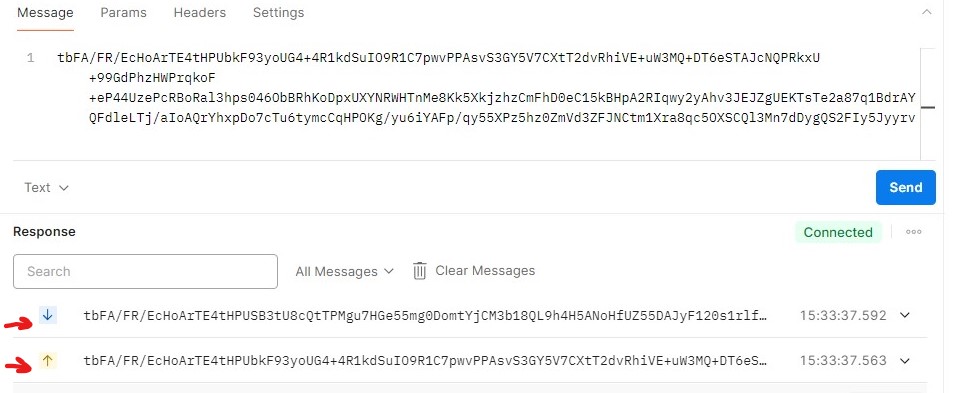 Message Params Headers Settings
1 tbFA/FR/EcHoArTE4tHPUbkF93yoUG4+4R1kdSuIO9R1C7pwvPPAsvS3GY5V7CXtT2dvRhiVE+uW3MQ+DT6eSTAJcNQPRkxU
+99GdPhzHWPrqkoF
+eP44UzePcRBoRal3hps046ObBRhKoDpxUXYNRWHTnMe8Kk5XkjzhzCmFhD0eC15kBHpA2RIqwy2yAhv3JEJZgUEKTsTe2a87q1BdrAY
QFdleLTj/aIoAQrYhxpDo7cTu6tymcCqHPOKg/yu6iYAFp/qy55XPz5hz0ZmVd3ZFJNCtm1Xra8qc5OXSCQl3Mn7dDygQS2FIy5Jyyrv
Text Send
Response Connected
Search All Messages Clear Messages
tbFA/FR/EcHoArTE4tHPUSB3tU8cQtTPMgu7HGe55mg0DomtYjCM3b18QL9h4H5ANoHfUZ55DAJyF120s1rlf… 15:33:37.592
tbFA/FR/EcHoArTE4tHPUbkF93yoUG4+4R1kdSuIO9R1C7pwvPPAsvS3GY5V7CXtT2dvRhiVE+uW3MQ+DT6eS… 15:33:37.563